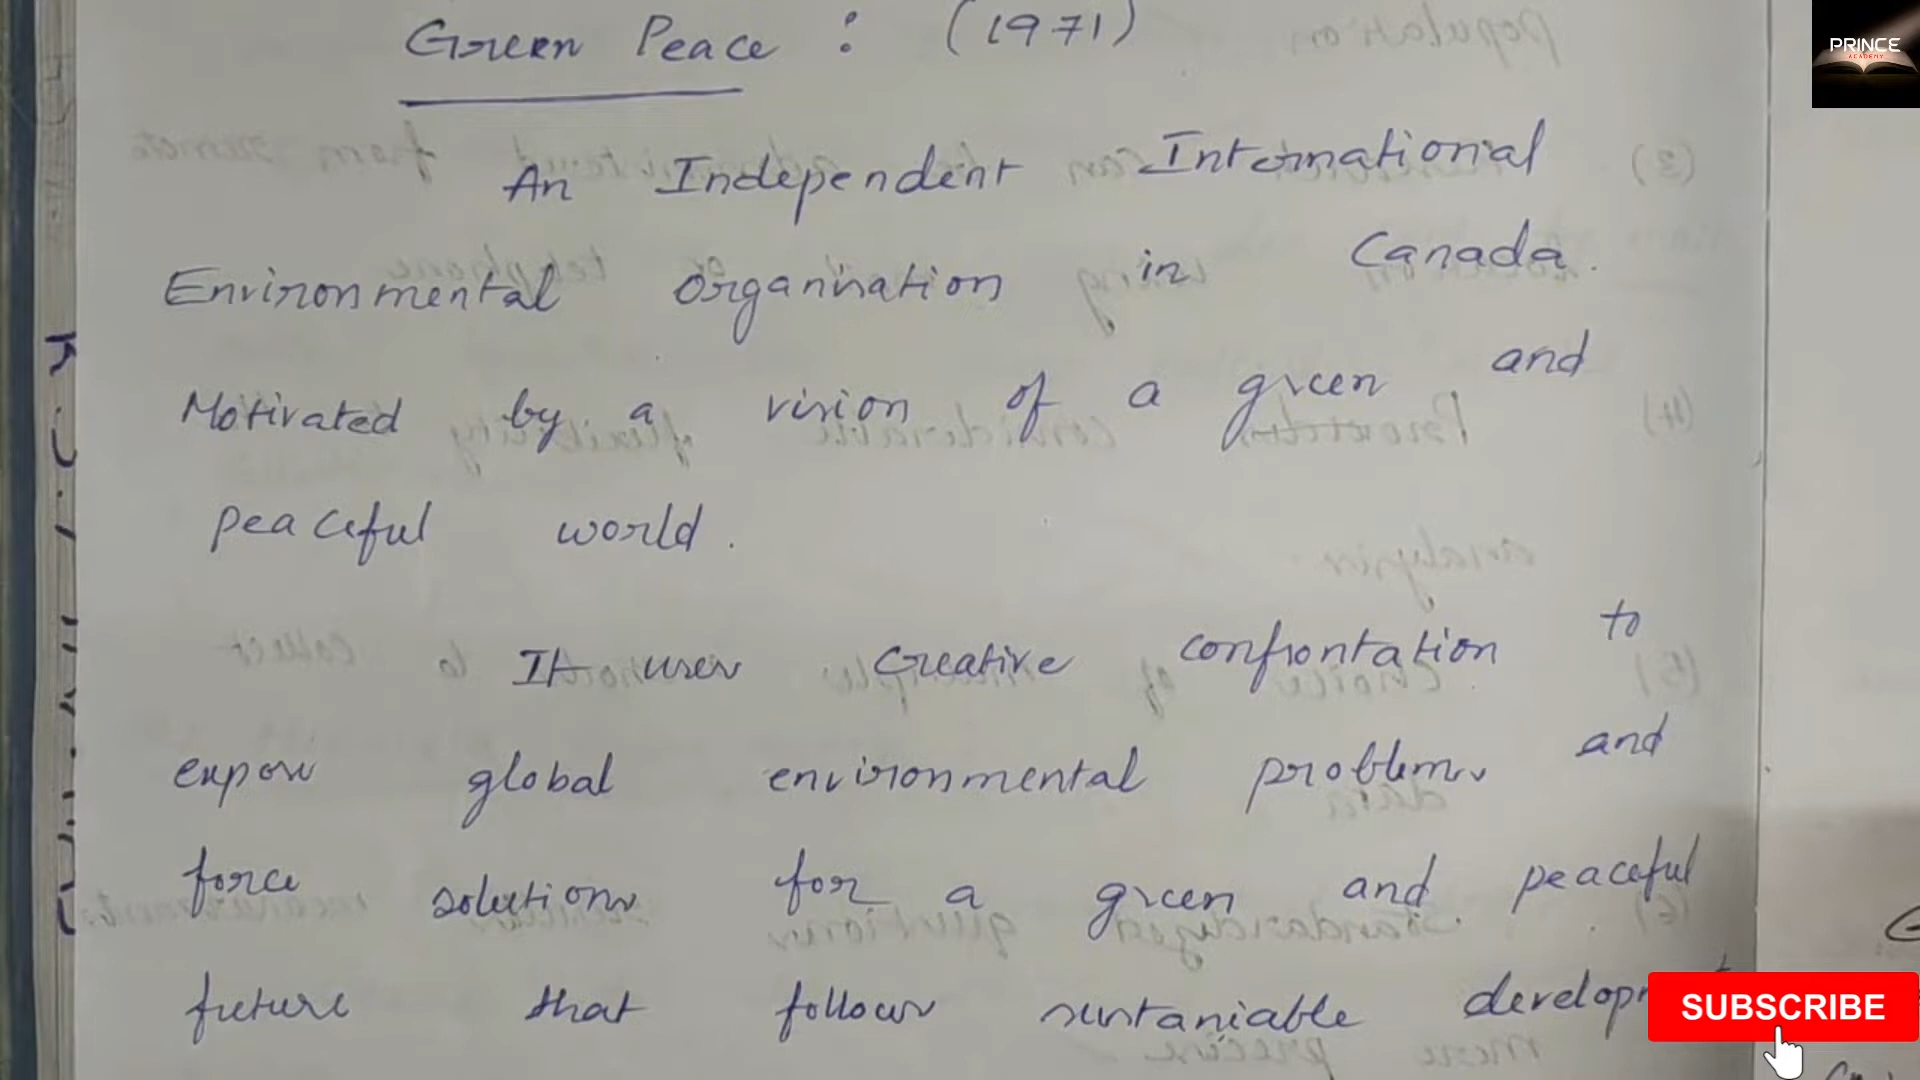 Green Peace : (1971)
An Independent International
Environmental Organisation in Canada.
Motivated by a vision of a green and
peaceful world.
It uses creative confrontation to
expose global environmental problems and
force solutions for a green and peaceful
future that follows sustaniable
PRINCE
ACADEMY
SUBSCRIBE